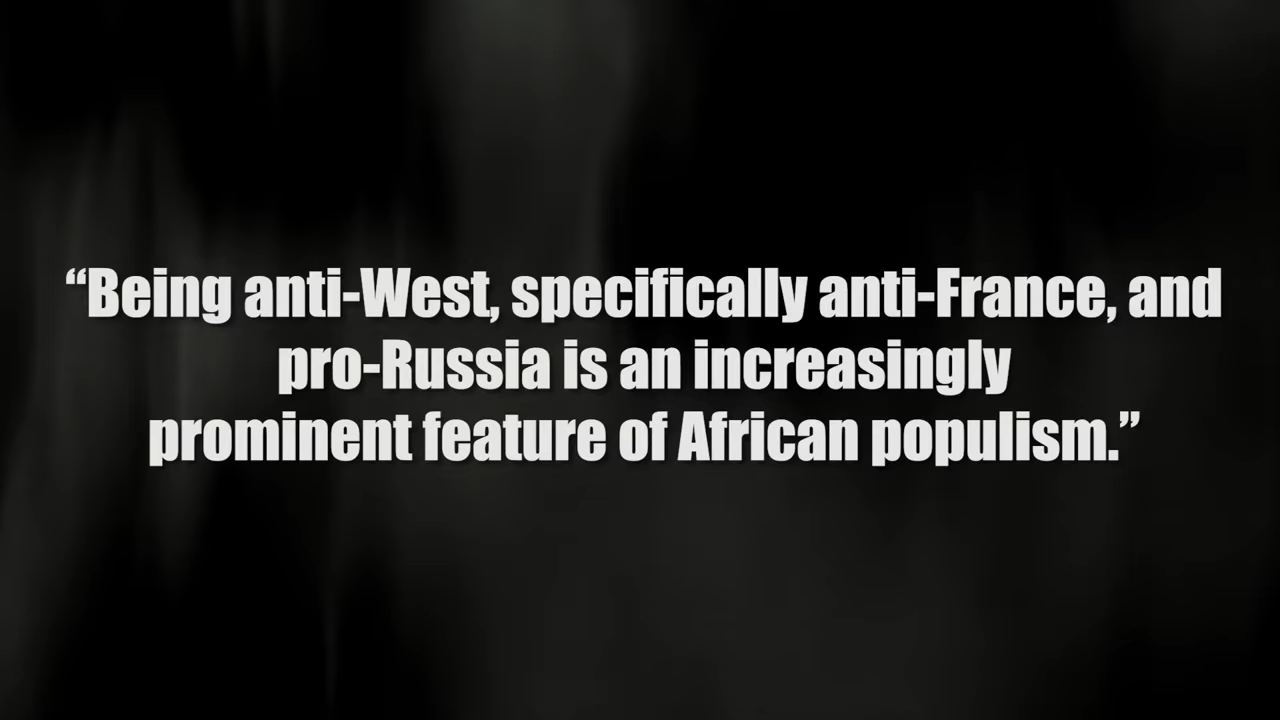 “Being anti-West, specifically anti-France, and
pro-Russia is an increasingly
prominent feature of African populism.”